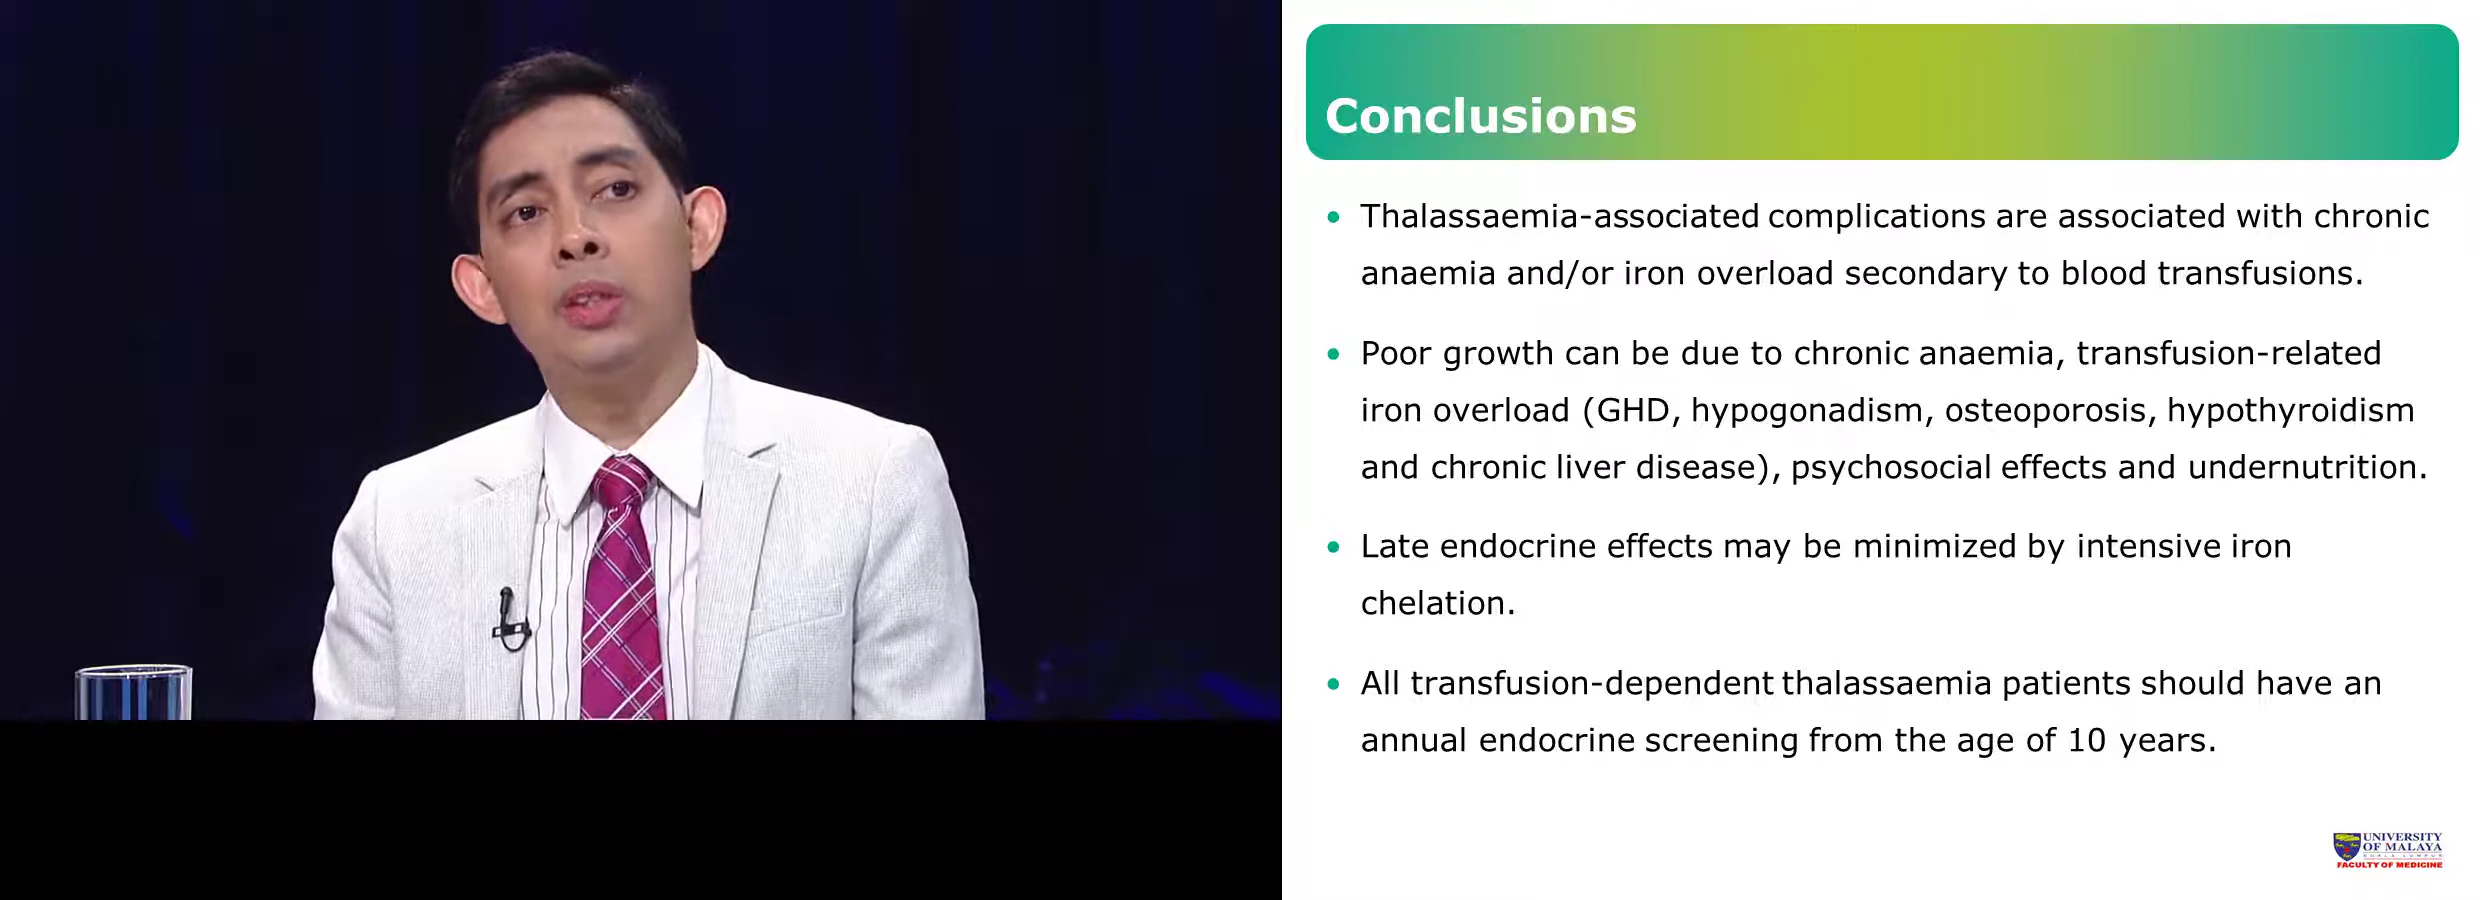 Conclusions
• Thalassaemia-associated complications are associated with chronic
anaemia and/or iron overload secondary to blood transfusions.
• Poor growth can be due to chronic anaemia, transfusion-related
iron overload (GHD, hypogonadism, osteoporosis, hypothyroidism
and chronic liver disease), psychosocial effects and undernutrition.
• Late endocrine effects may be minimized by intensive iron
chelation.
• All transfusion-dependent thalassaemia patients should have an
annual endocrine screening from the age of 10 years.
UNIVERSITY
OF MALAYA
KUALA LUMPUR
FACULTY OF MEDICINE